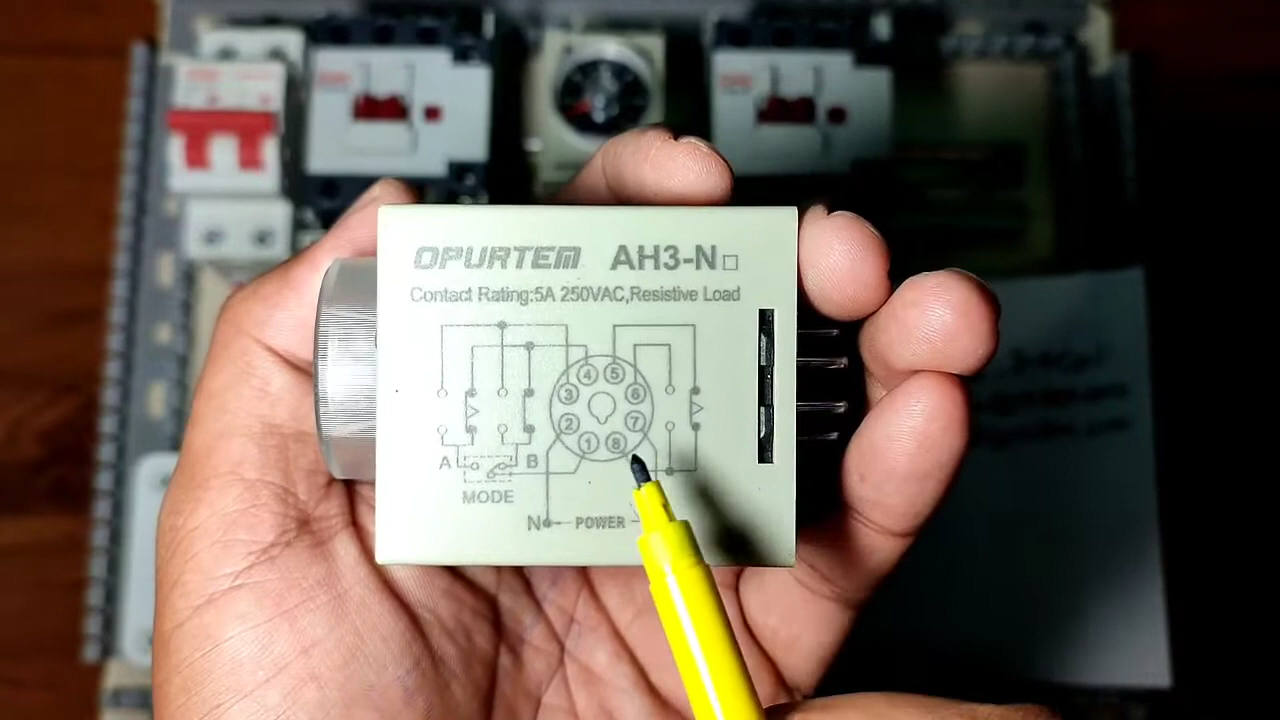 OPURTEM AH3-N□
Contact Rating:5A 250VAC,Resistive Load
4 5
3 6
2 7
1 8
A B
MODE
N POWER